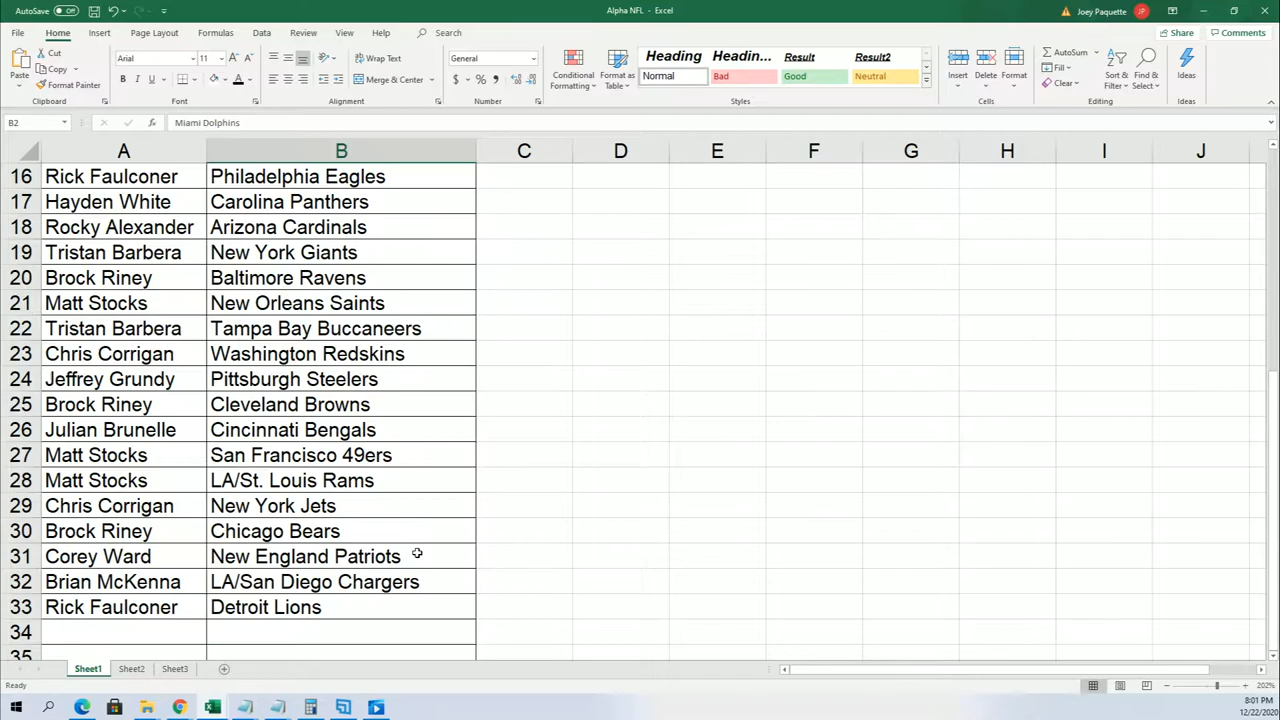 AutoSave Off Alpha NFL - Excel Joey Paquette JP
File Home Insert Page Layout Formulas Data Review View Help Search Share Comments
Paste Cut Copy Format Painter Clipboard
Arial 11 A A B I U A Font
Wrap Text Merge & Center Alignment
General $ % , Number
Conditional Formatting Format as Table
Heading Headin... Result Result2
Normal Bad Good Neutral
Styles
Insert Delete Format Cells
AutoSum Fill Clear Sort & Filter Find & Select Editing
Ideas Ideas
B2 fx Miami Dolphins
A B C D E F G H I J
16 Rick Faulconer Philadelphia Eagles
17 Hayden White Carolina Panthers
18 Rocky Alexander Arizona Cardinals
19 Tristan Barbera New York Giants
20 Brock Riney Baltimore Ravens
21 Matt Stocks New Orleans Saints
22 Tristan Barbera Tampa Bay Buccaneers
23 Chris Corrigan Washington Redskins
24 Jeffrey Grundy Pittsburgh Steelers
25 Brock Riney Cleveland Browns
26 Julian Brunelle Cincinnati Bengals
27 Matt Stocks San Francisco 49ers
28 Matt Stocks LA/St. Louis Rams
29 Chris Corrigan New York Jets
30 Brock Riney Chicago Bears
31 Corey Ward New England Patriots
32 Brian McKenna LA/San Diego Chargers
33 Rick Faulconer Detroit Lions
34
35
Sheet1 Sheet2 Sheet3
Ready 202%
8:01 PM
12/22/2020